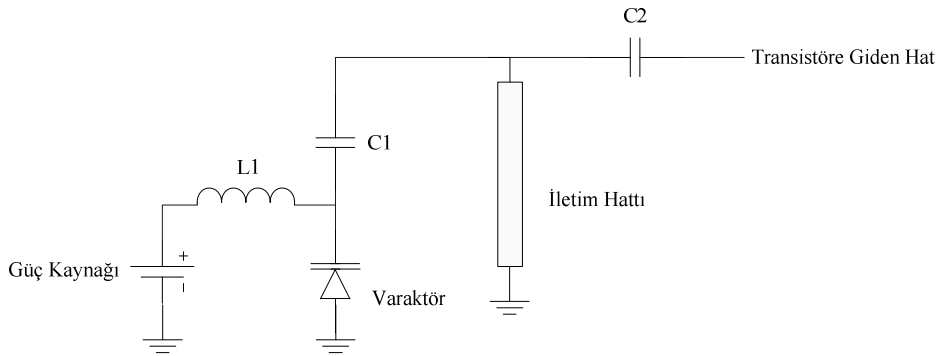 C2
Transistöre Giden Hat
C1
L1
İletim Hattı
+
Güç Kaynağı
-
Varaktör